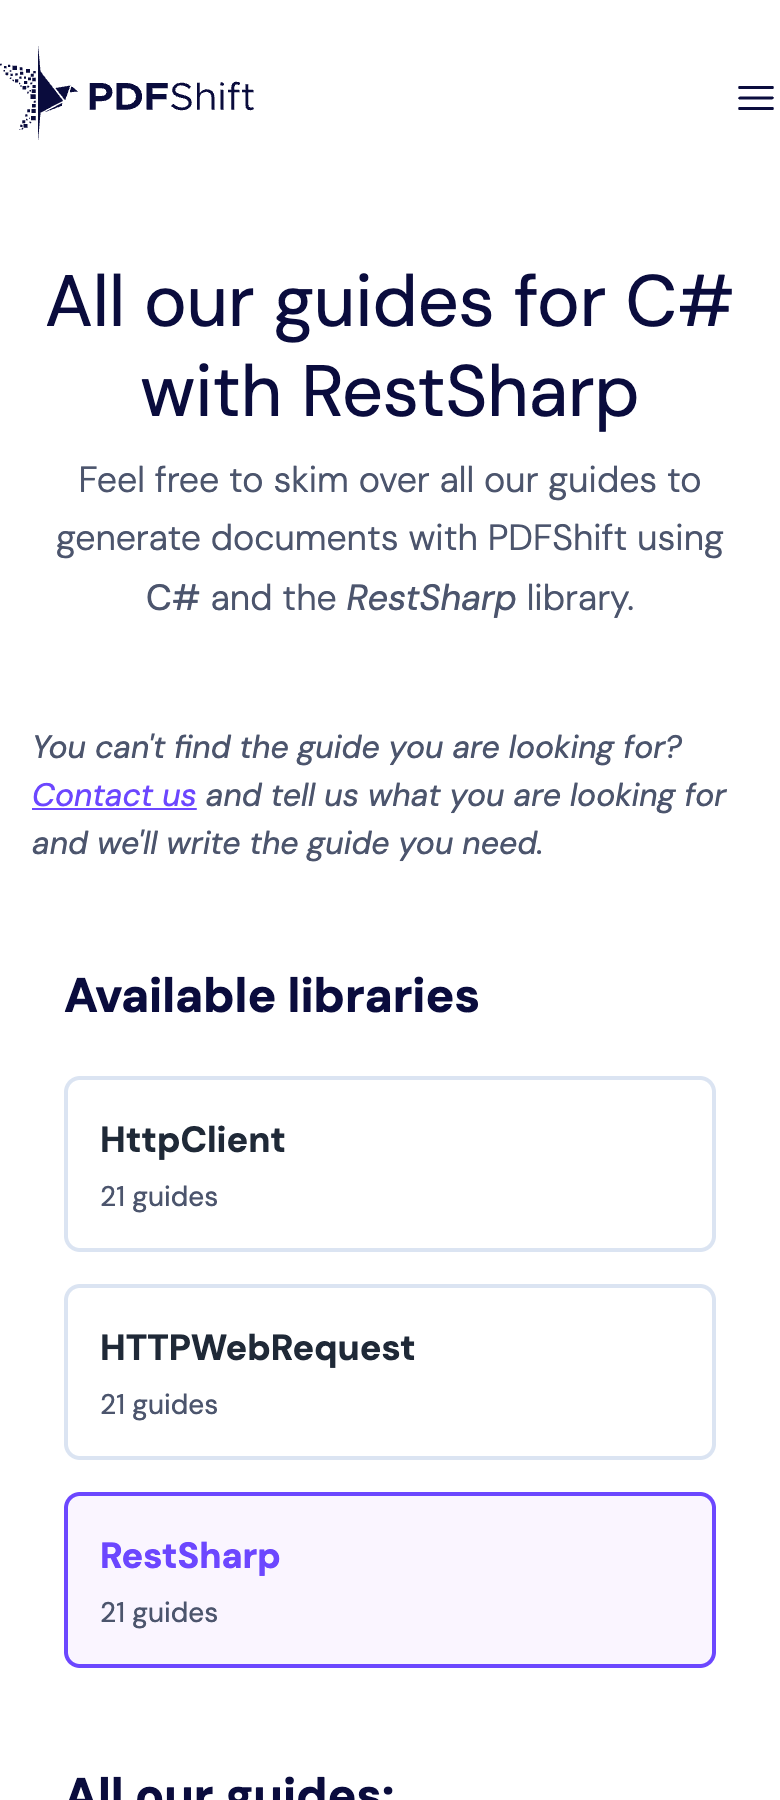 PDFShift
All our guides for C#
with RestSharp
Feel free to skim over all our guides to
generate documents with PDFShift using
C# and the RestSharp library.
You can't find the guide you are looking for?
Contact us and tell us what you are looking for
and we'll write the guide you need.
Available libraries
HttpClient
21 guides
HTTPWebRequest
21 guides
RestSharp
21 guides
All our guides: